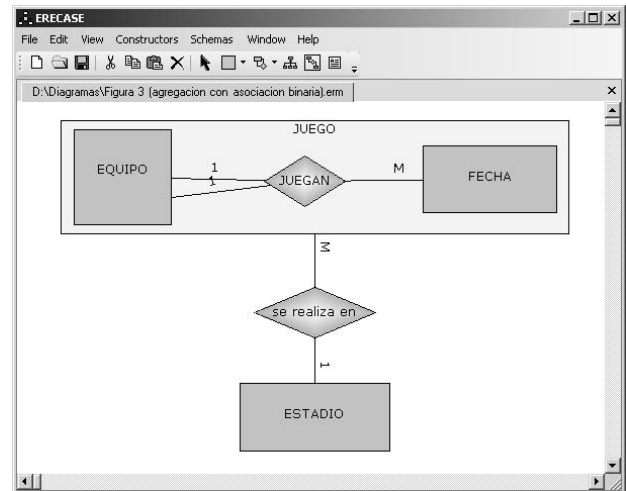 ERECASE
File Edit View Constructors Schemas Window Help
D:\Diagramas\Figura 3 (agregacion con asociacion binaria).erm
JUEGO
EQUIPO
1
1
JUEGAN
M
FECHA
M
se realiza en
1
ESTADIO